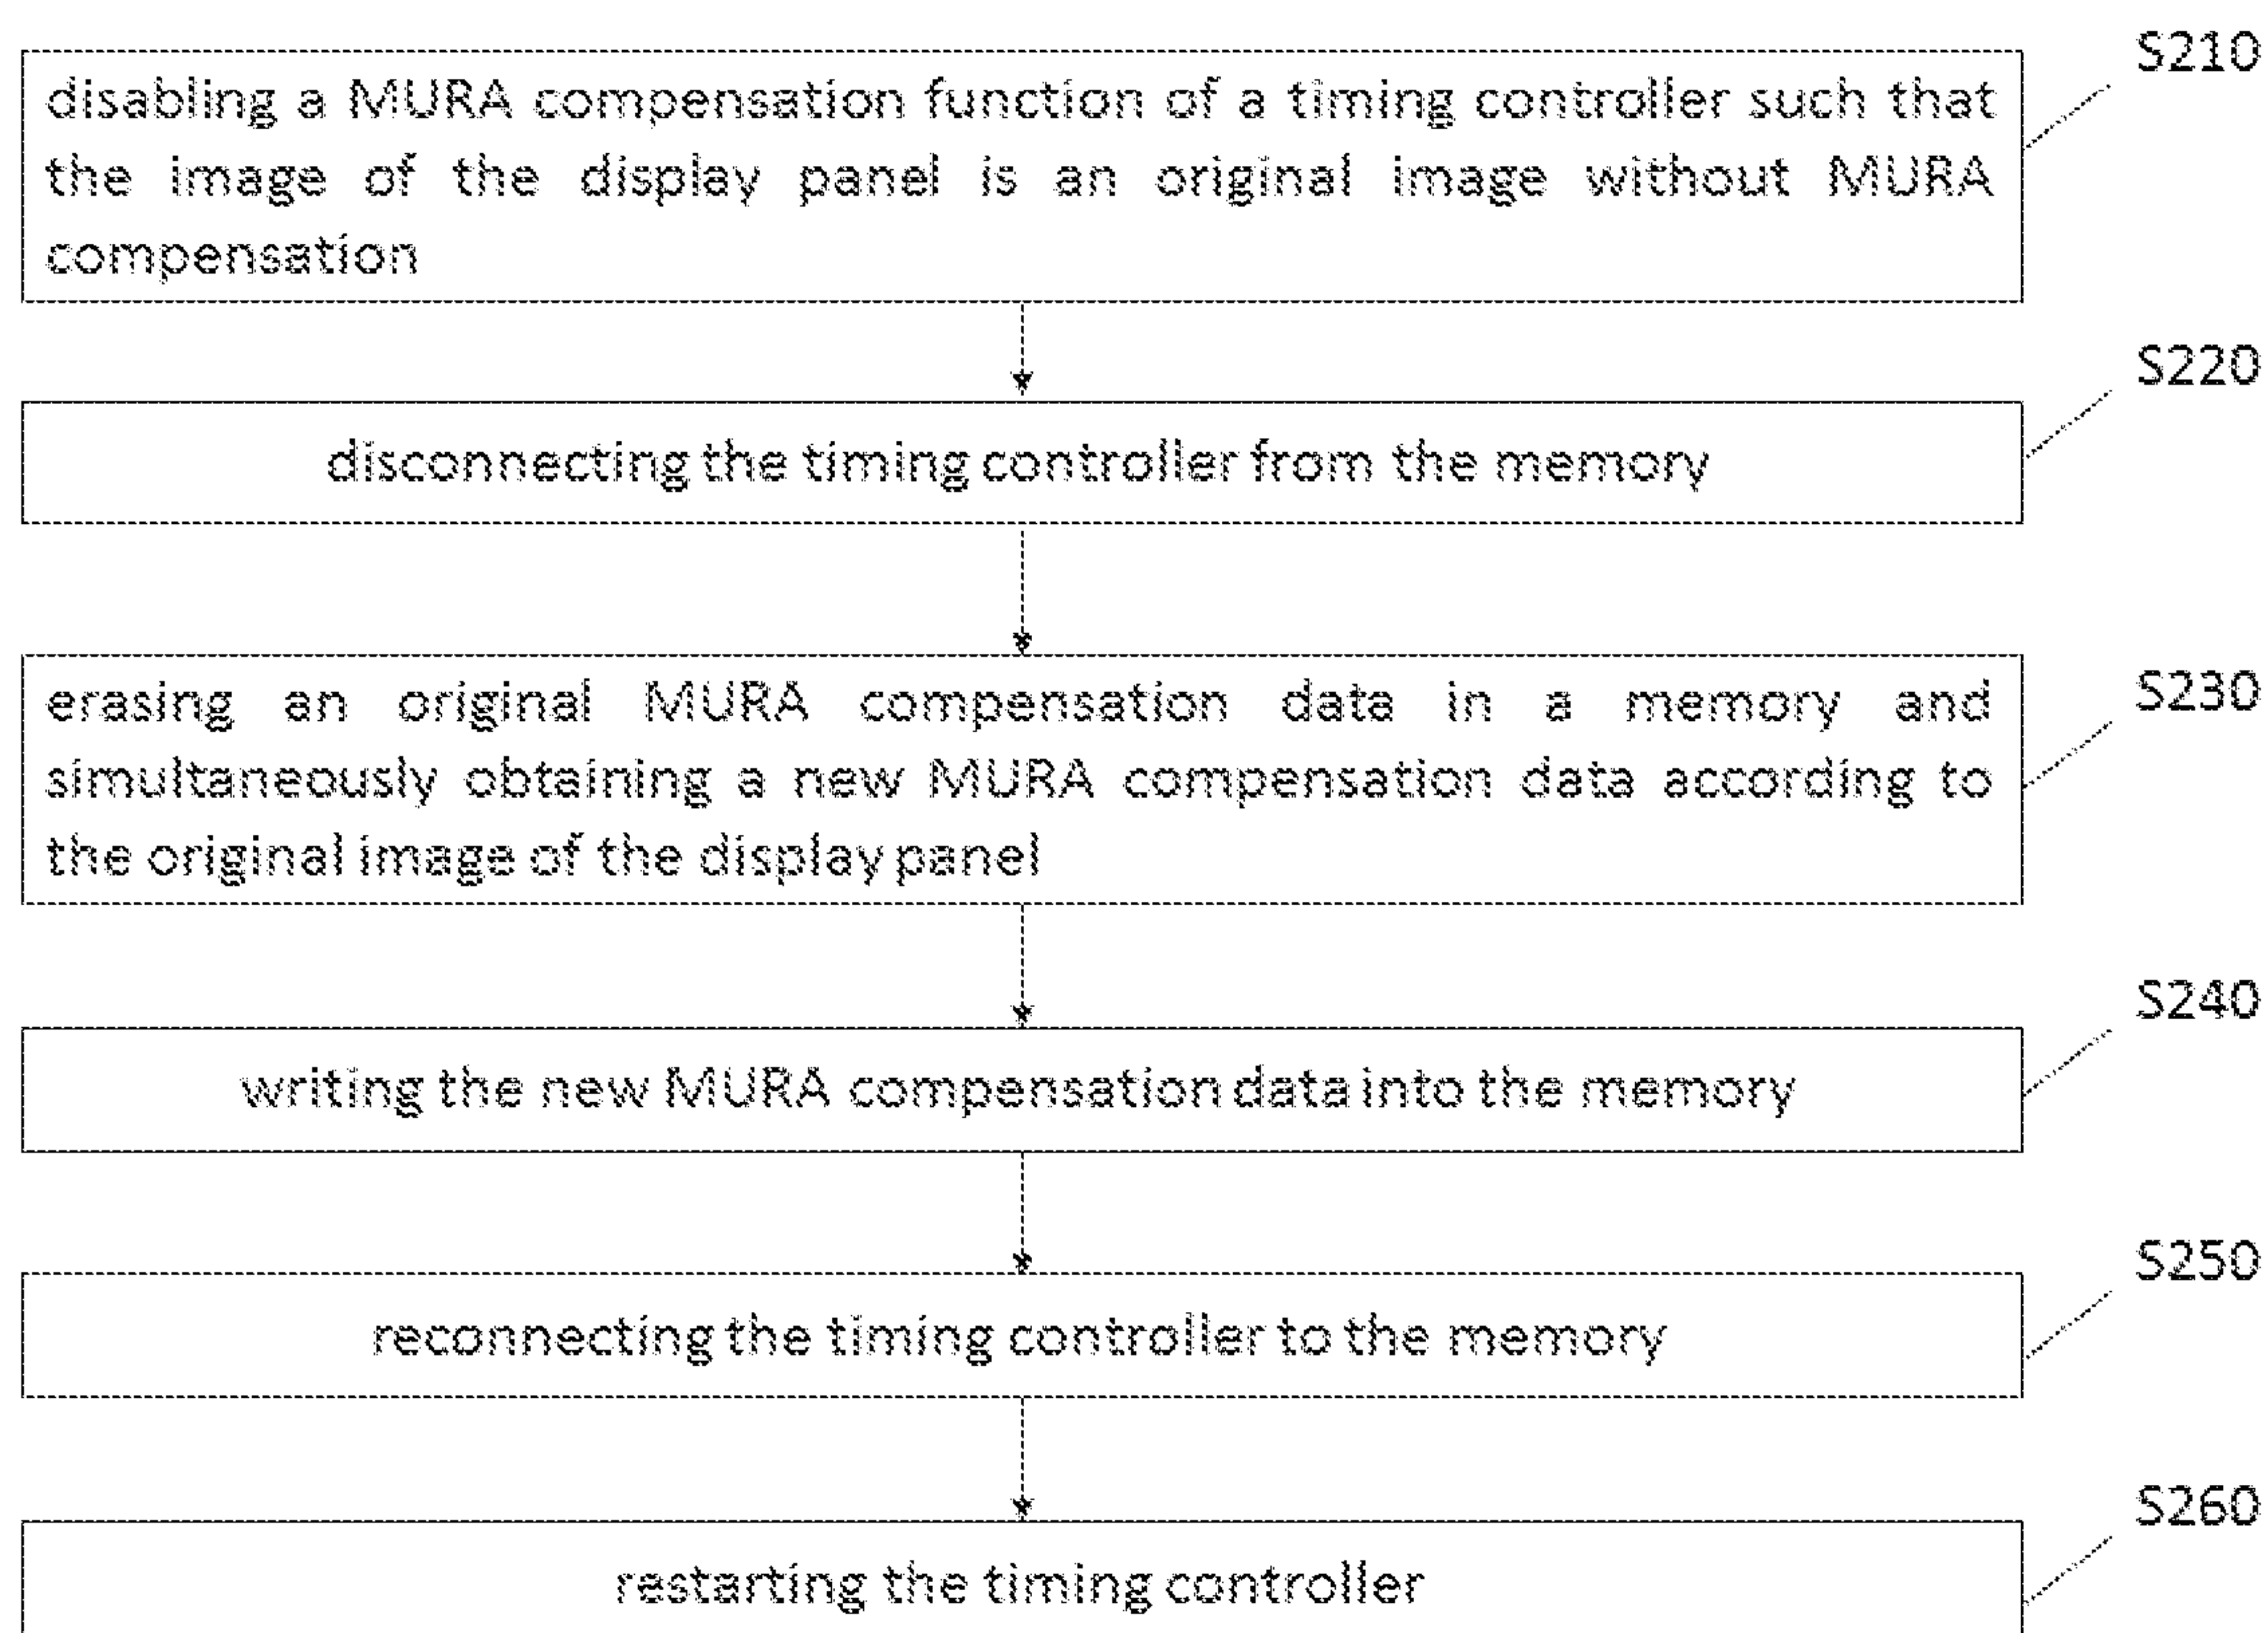 S210
disabling a MURA compensation function of a timing controller such that
the image of the display panel is an original image without MURA
compensation
S220
disconnecting the timing controller from the memory
S230
erasing an original MURA compensation data in a memory and
simultaneously obtaining a new MURA compensation data according to
the original image of the display panel
S240
writing the new MURA compensation data into the memory
S250
reconnecting the timing controller to the memory
S260
restarting the timing controller